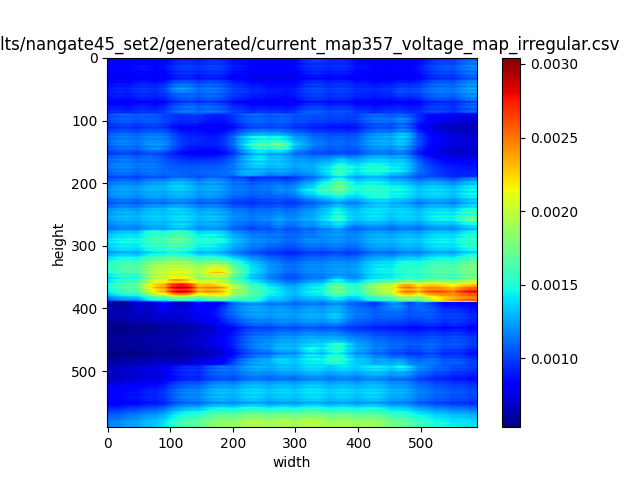 lts/nangate45_set2/generated/current_map357_voltage_map_irregular.csv
0
100
200
300
400
500
height
0 100 200 300 400 500
width
0.0030
0.0025
0.0020
0.0015
0.0010